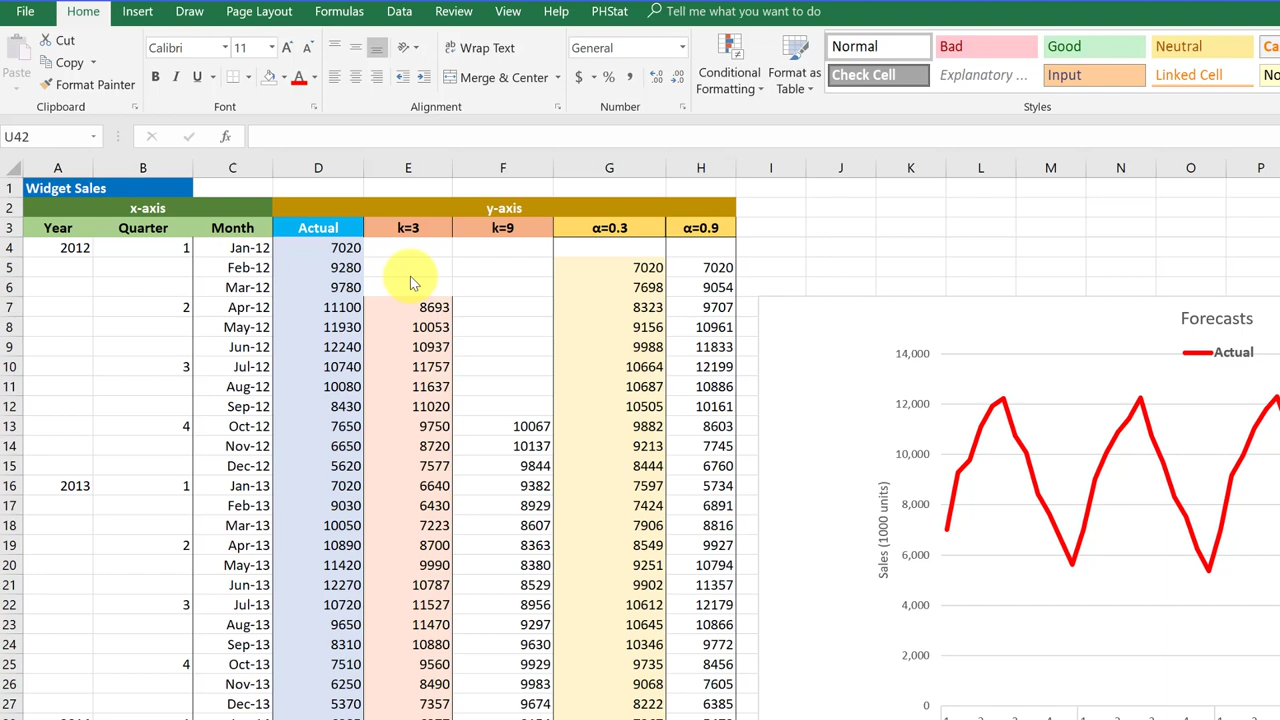 File Home Insert Draw Page Layout Formulas Data Review View Help PHStat Tell me what you want to do
Cut
Copy
Format Painter
Paste
Clipboard
Calibri 11
B I U
Font
Wrap Text
Merge & Center
Alignment
General
$ % ,
Number
Conditional
Formatting
Format as
Table
Normal Bad Good Neutral
Check Cell Explanatory ... Input Linked Cell
Styles
U42 fx
A B C D E F G H I J K L M N O P
1 Widget Sales
2 x-axis y-axis
3 Year Quarter Month Actual k=3 k=9 α=0.3 α=0.9
4 2012 1 Jan-12 7020
5 Feb-12 9280 7020 7020
6 Mar-12 9780 7698 9054
7 2 Apr-12 11100 8693 8323 9707
8 May-12 11930 10053 9156 10961
9 Jun-12 12240 10937 9988 11833
10 3 Jul-12 10740 11757 10664 12199
11 Aug-12 10080 11637 10687 10886
12 Sep-12 8430 11020 10505 10161
13 4 Oct-12 7650 9750 10067 9882 8603
14 Nov-12 6650 8720 10137 9213 7745
15 Dec-12 5620 7577 9844 8444 6760
16 2013 1 Jan-13 7020 6640 9382 7597 5734
17 Feb-13 9030 6430 8929 7424 6891
18 Mar-13 10050 7223 8607 7906 8816
19 2 Apr-13 10890 8700 8363 8549 9927
20 May-13 11420 9990 8380 9251 10794
21 Jun-13 12270 10787 8529 9902 11357
22 3 Jul-13 10720 11527 8956 10612 12179
23 Aug-13 9650 11470 9297 10645 10866
24 Sep-13 8310 10880 9630 10346 9772
25 4 Oct-13 7510 9560 9929 9735 8456
26 Nov-13 6250 8490 9983 9068 7605
27 Dec-13 5370 7357 9674 8222 6385
Forecasts
Actual
Sales (1000 units)
14,000
12,000
10,000
8,000
6,000
4,000
2,000
0